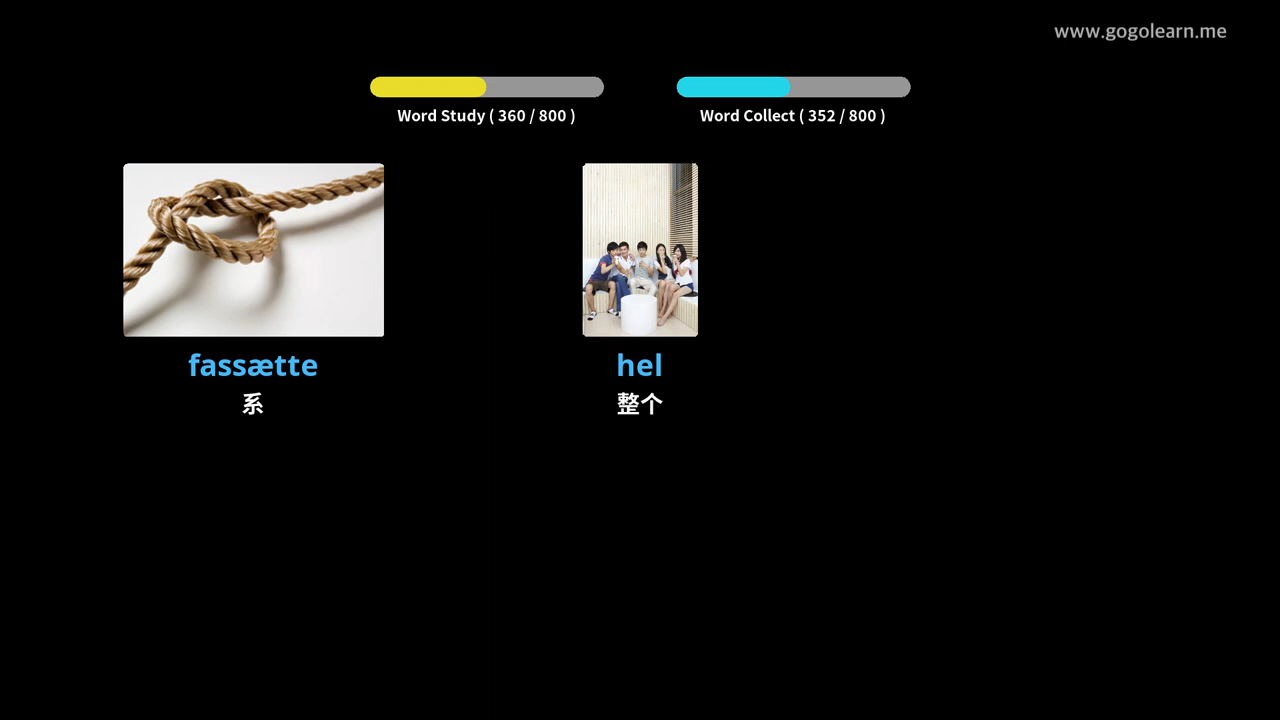 www.gogolearn.me
Word Study ( 360 / 800 )
Word Collect ( 352 / 800 )
fassætte
系
hel
整个